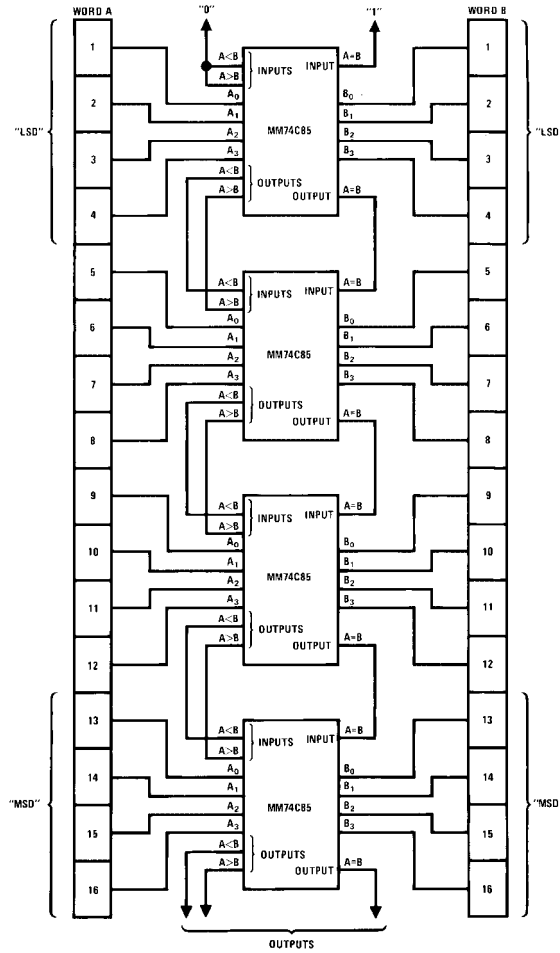 WORD A "0" "1" WORD B
A<B INPUTS INPUT A=B
A>B
1 A0 B0 1
2 A1 B1 2
"LSD" MM74C85 "LSD
3 A2 B2 3
A3 B3
A<B OUTPUTS
4 A>B OUTPUT A=B 4
5 A<B INPUTS INPUT A=B 5
A>B
6 A0 B0 6
A1 B1
7 A2 MM74C85 B2 7
A3 B3
A<B OUTPUTS
8 A>B OUTPUT A=B 8
9 A<B INPUTS INPUT A=B 9
A>B
10 A0 B0 10
A1 B1
11 A2 MM74C85 B2 11
A3 B3
A<B OUTPUTS
12 A>B OUTPUT A=B 12
13 A<B INPUTS INPUT A=B 13
A>B
14 A0 B0 14
A1 B1
"MSD" MM74C85 "MSD
15 A2 B2 15
A3 B3
A<B OUTPUTS
16 A>B OUTPUT A=B 16
OUTPUTS